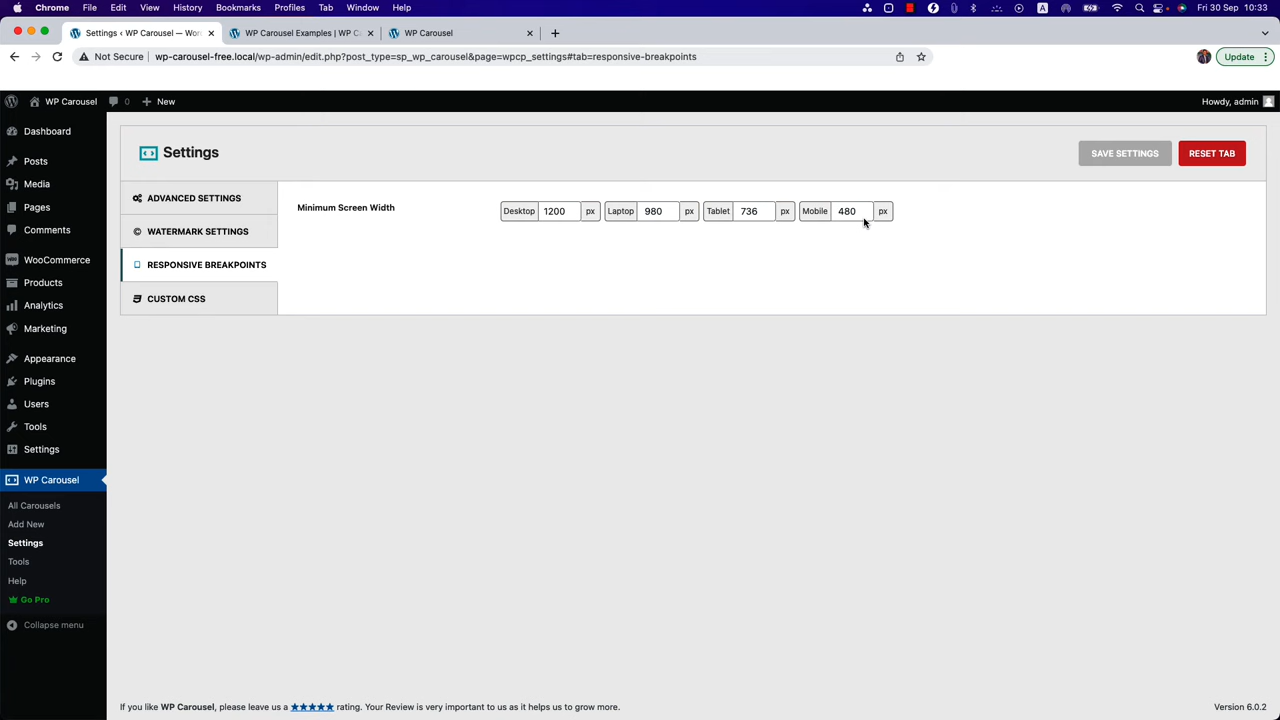 Chrome File Edit View History Bookmarks Profiles Tab Window Help Fri 30 Sep 10:33
Settings ‹ WP Carousel — Wor WP Carousel Examples | WP C WP Carousel
Not Secure wp-carousel-free.local/wp-admin/edit.php?post_type=sp_wp_carousel&page=wpcp_settings#tab=responsive-breakpoints Update
WP Carousel 0 New Howdy, admin
Dashboard
Posts
Media
Pages
Comments
WooCommerce
Products
Analytics
Marketing
Appearance
Plugins
Users
Tools
Settings
WP Carousel
All Carousels
Add New
Settings
Tools
Help
Go Pro
Collapse menu
Settings SAVE SETTINGS RESET TAB
ADVANCED SETTINGS
WATERMARK SETTINGS
RESPONSIVE BREAKPOINTS
CUSTOM CSS
Minimum Screen Width Desktop 1200 px Laptop 980 px Tablet 736 px Mobile 480 px
If you like WP Carousel, please leave us a ★★★★★ rating. Your Review is very important to us as it helps us to grow more. Version 6.0.2